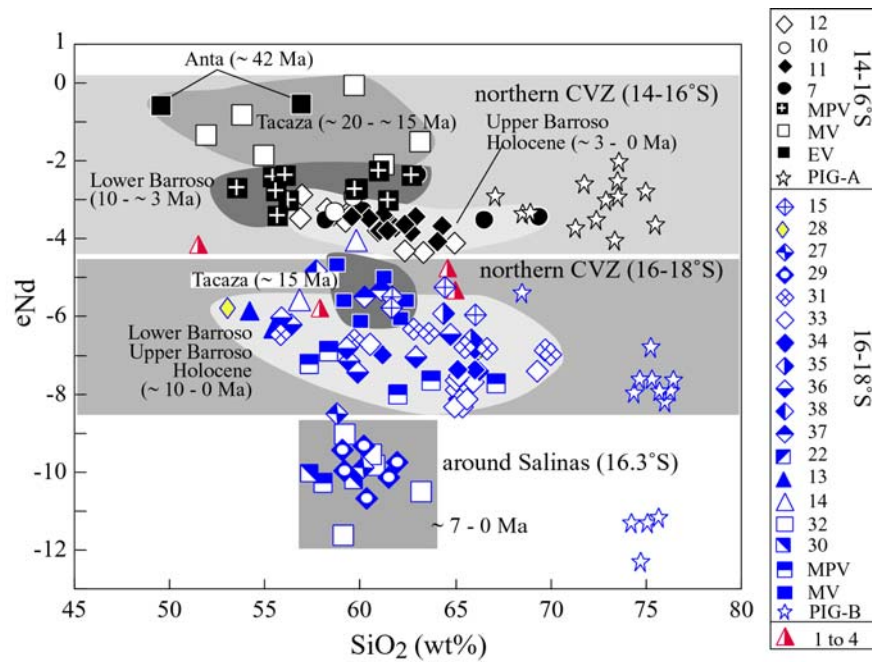 1
0
-2
-4
-6
-8
-10
-12
eNd
45
50
55
60
65
70
75
80
SiO2 (wt%)
Anta (~ 42 Ma)
northern CVZ (14-16°S)
Tacaza (~ 20 - ~ 15 Ma)
Upper Barroso
Holocene (~ 3 - 0 Ma)
Lower Barroso
(10 - ~ 3 Ma)
northern CVZ (16-18°S)
Tacaza (~ 15 Ma)
Lower Barroso
Upper Barroso
Holocene
(~ 10 - 0 Ma)
around Salinas (16.3°S)
~ 7 - 0 Ma
12
10
11
7
MPV
MV
EV
PIG-A
14-16°S
15
28
27
29
31
33
34
35
36
38
37
22
13
14
32
30
MPV
MV
PIG-B
16-18°S
1 to 4